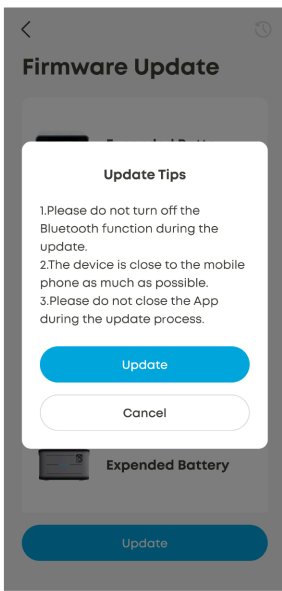 Firmware Update
Update Tips
1.Please do not turn off the
Bluetooth function during the
update.
2.The device is close to the mobile
phone as much as possible.
3.Please do not close the App
during the update process.
Update
Cancel
Expended Battery
Update